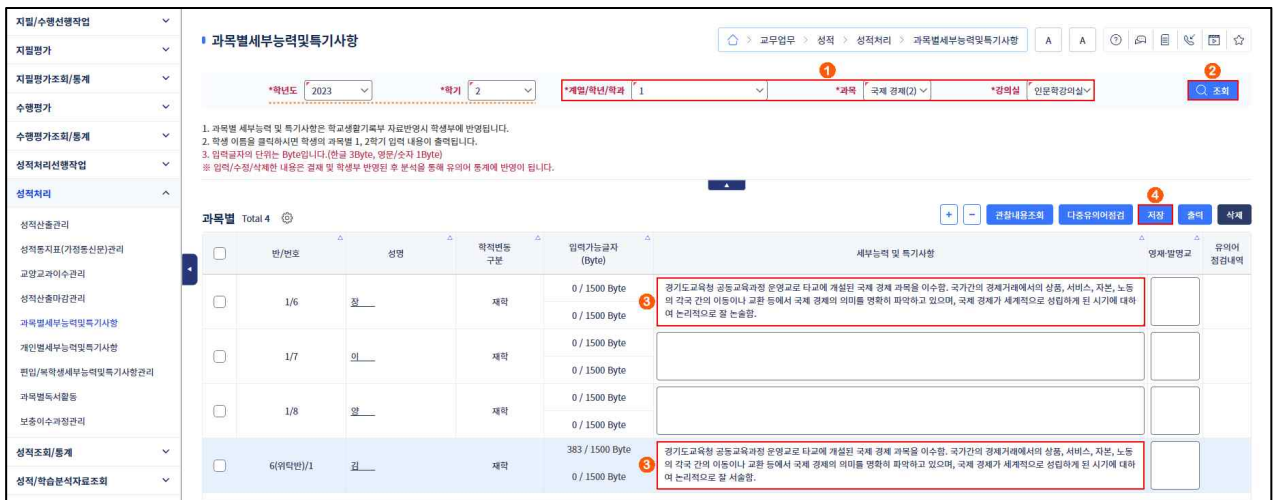 지필/수행선행작업
지필평가
지필평가조회/통계
수행평가
수행평가조회/통계
성적처리선행작업
성적처리
성적산출관리
성적통지표(가정통신문)관리
교양교과이수관리
성적산출마감관리
과목별세부능력및특기사항
개인별세부능력및특기사항
편입/복학생세부능력및특기사항관리
과목별독서활동
보충이수과정관리
성적조회/통계
성적/학습분석자료조회
과목별세부능력및특기사항
교무업무 > 성적 > 성적처리 > 과목별세부능력및특기사항 A A
1 2
*학년도 2023 *학기 2 *계열/학년/학과 1 *과목 국제 경제(2) *강의실 인문학강의실 조회
1. 과목별 세부능력 및 특기사항은 학교생활기록부 자료반영시 학생부에 반영됩니다.
2. 학생 이름을 클릭하시면 학생의 과목별 1, 2학기 입력 내용이 출력됩니다.
3. 입력글자의 단위는 Byte입니다.(한글 3Byte, 영문/숫자 1Byte)
※ 입력/수정/삭제한 내용은 결재 및 학생부 반영된 후 분석을 통해 유의어 통계에 반영이 됩니다.
4
과목별 Total 4 + - 관찰내용조회 다중유의어점검 저장 출력 삭제
반/번호 성명 학적변동 구분 입력가능글자 (Byte) 세부능력 및 특기사항 영재·발명교 유의어 점검내역
1/6 장 재학 0 / 1500 Byte
0 / 1500 Byte
3
경기도교육청 공동교육과정 운영교로 타교에 개설된 국제 경제 과목을 이수함. 국가간의 경제거래에서의 상품, 서비스, 자본, 노동
의 각국 간의 이동이나 교환 등에서 국제 경제의 의미를 명확히 파악하고 있으며, 국제 경제가 세계적으로 성립하게 된 시기에 대하
여 논리적으로 잘 논술함.
1/7 이 재학 0 / 1500 Byte
0 / 1500 Byte
1/8 양 재학 0 / 1500 Byte
0 / 1500 Byte
6(위탁반)/1 김 재학 383 / 1500 Byte
0 / 1500 Byte
3
경기도교육청 공동교육과정 운영교로 타교에 개설된 국제 경제 과목을 이수함. 국가간의 경제거래에서의 상품, 서비스, 자본, 노동
의 각국 간의 이동이나 교환 등에서 국제 경제의 의미를 명확히 파악하고 있으며, 국제 경제가 세계적으로 성립하게 된 시기에 대하
여 논리적으로 잘 서술함.